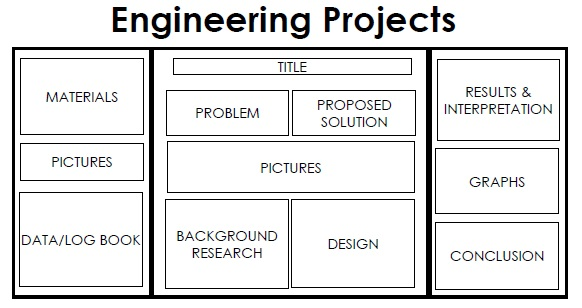 Engineering Projects
MATERIALS
PICTURES
DATA/LOG BOOK
TITLE
PROBLEM
PROPOSED
SOLUTION
PICTURES
BACKGROUND
RESEARCH
DESIGN
RESULTS &
INTERPRETATION
GRAPHS
CONCLUSION